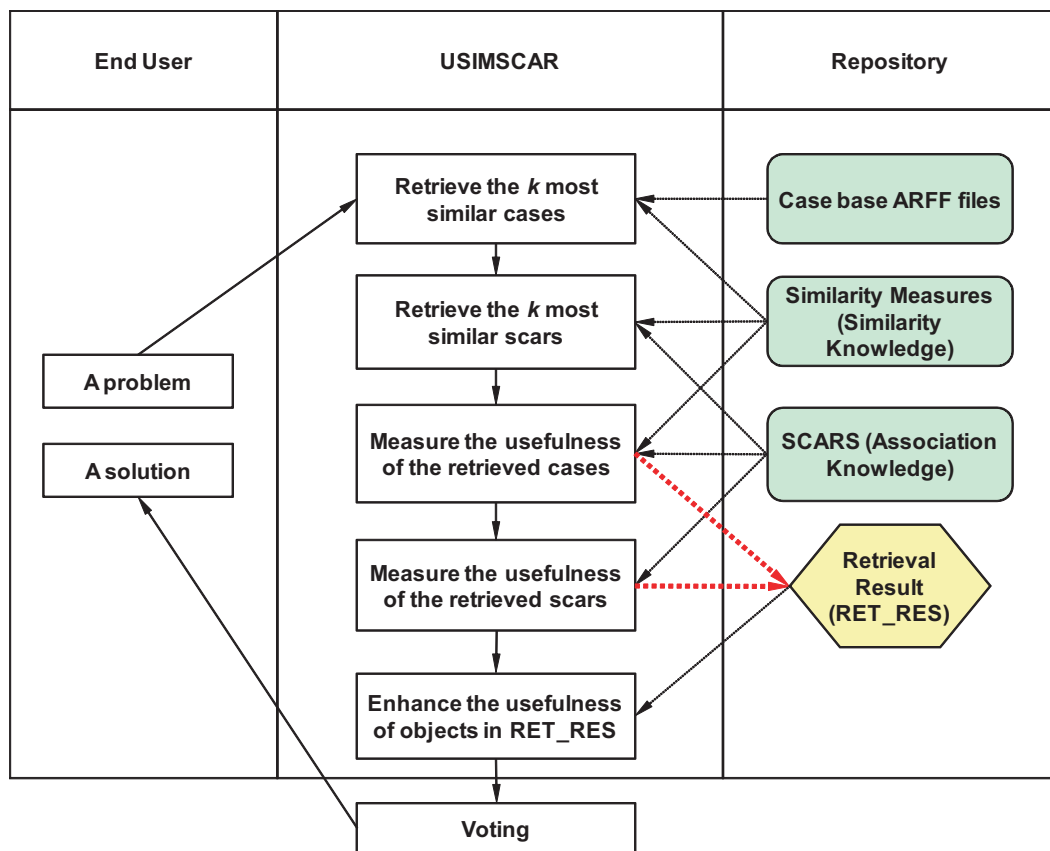 End User
USIMSCAR
Repository
Retrieve the k most
similar cases
Case base ARFF files
Retrieve the k most
similar scars
Similarity Measures
(Similarity
Knowledge)
A problem
Measure the usefulness
of the retrieved cases
SCARS (Association
Knowledge)
A solution
Measure the usefulness
of the retrieved scars
Retrieval
Result
(RET_RES)
Enhance the usefulness
of objects in RET_RES
Voting